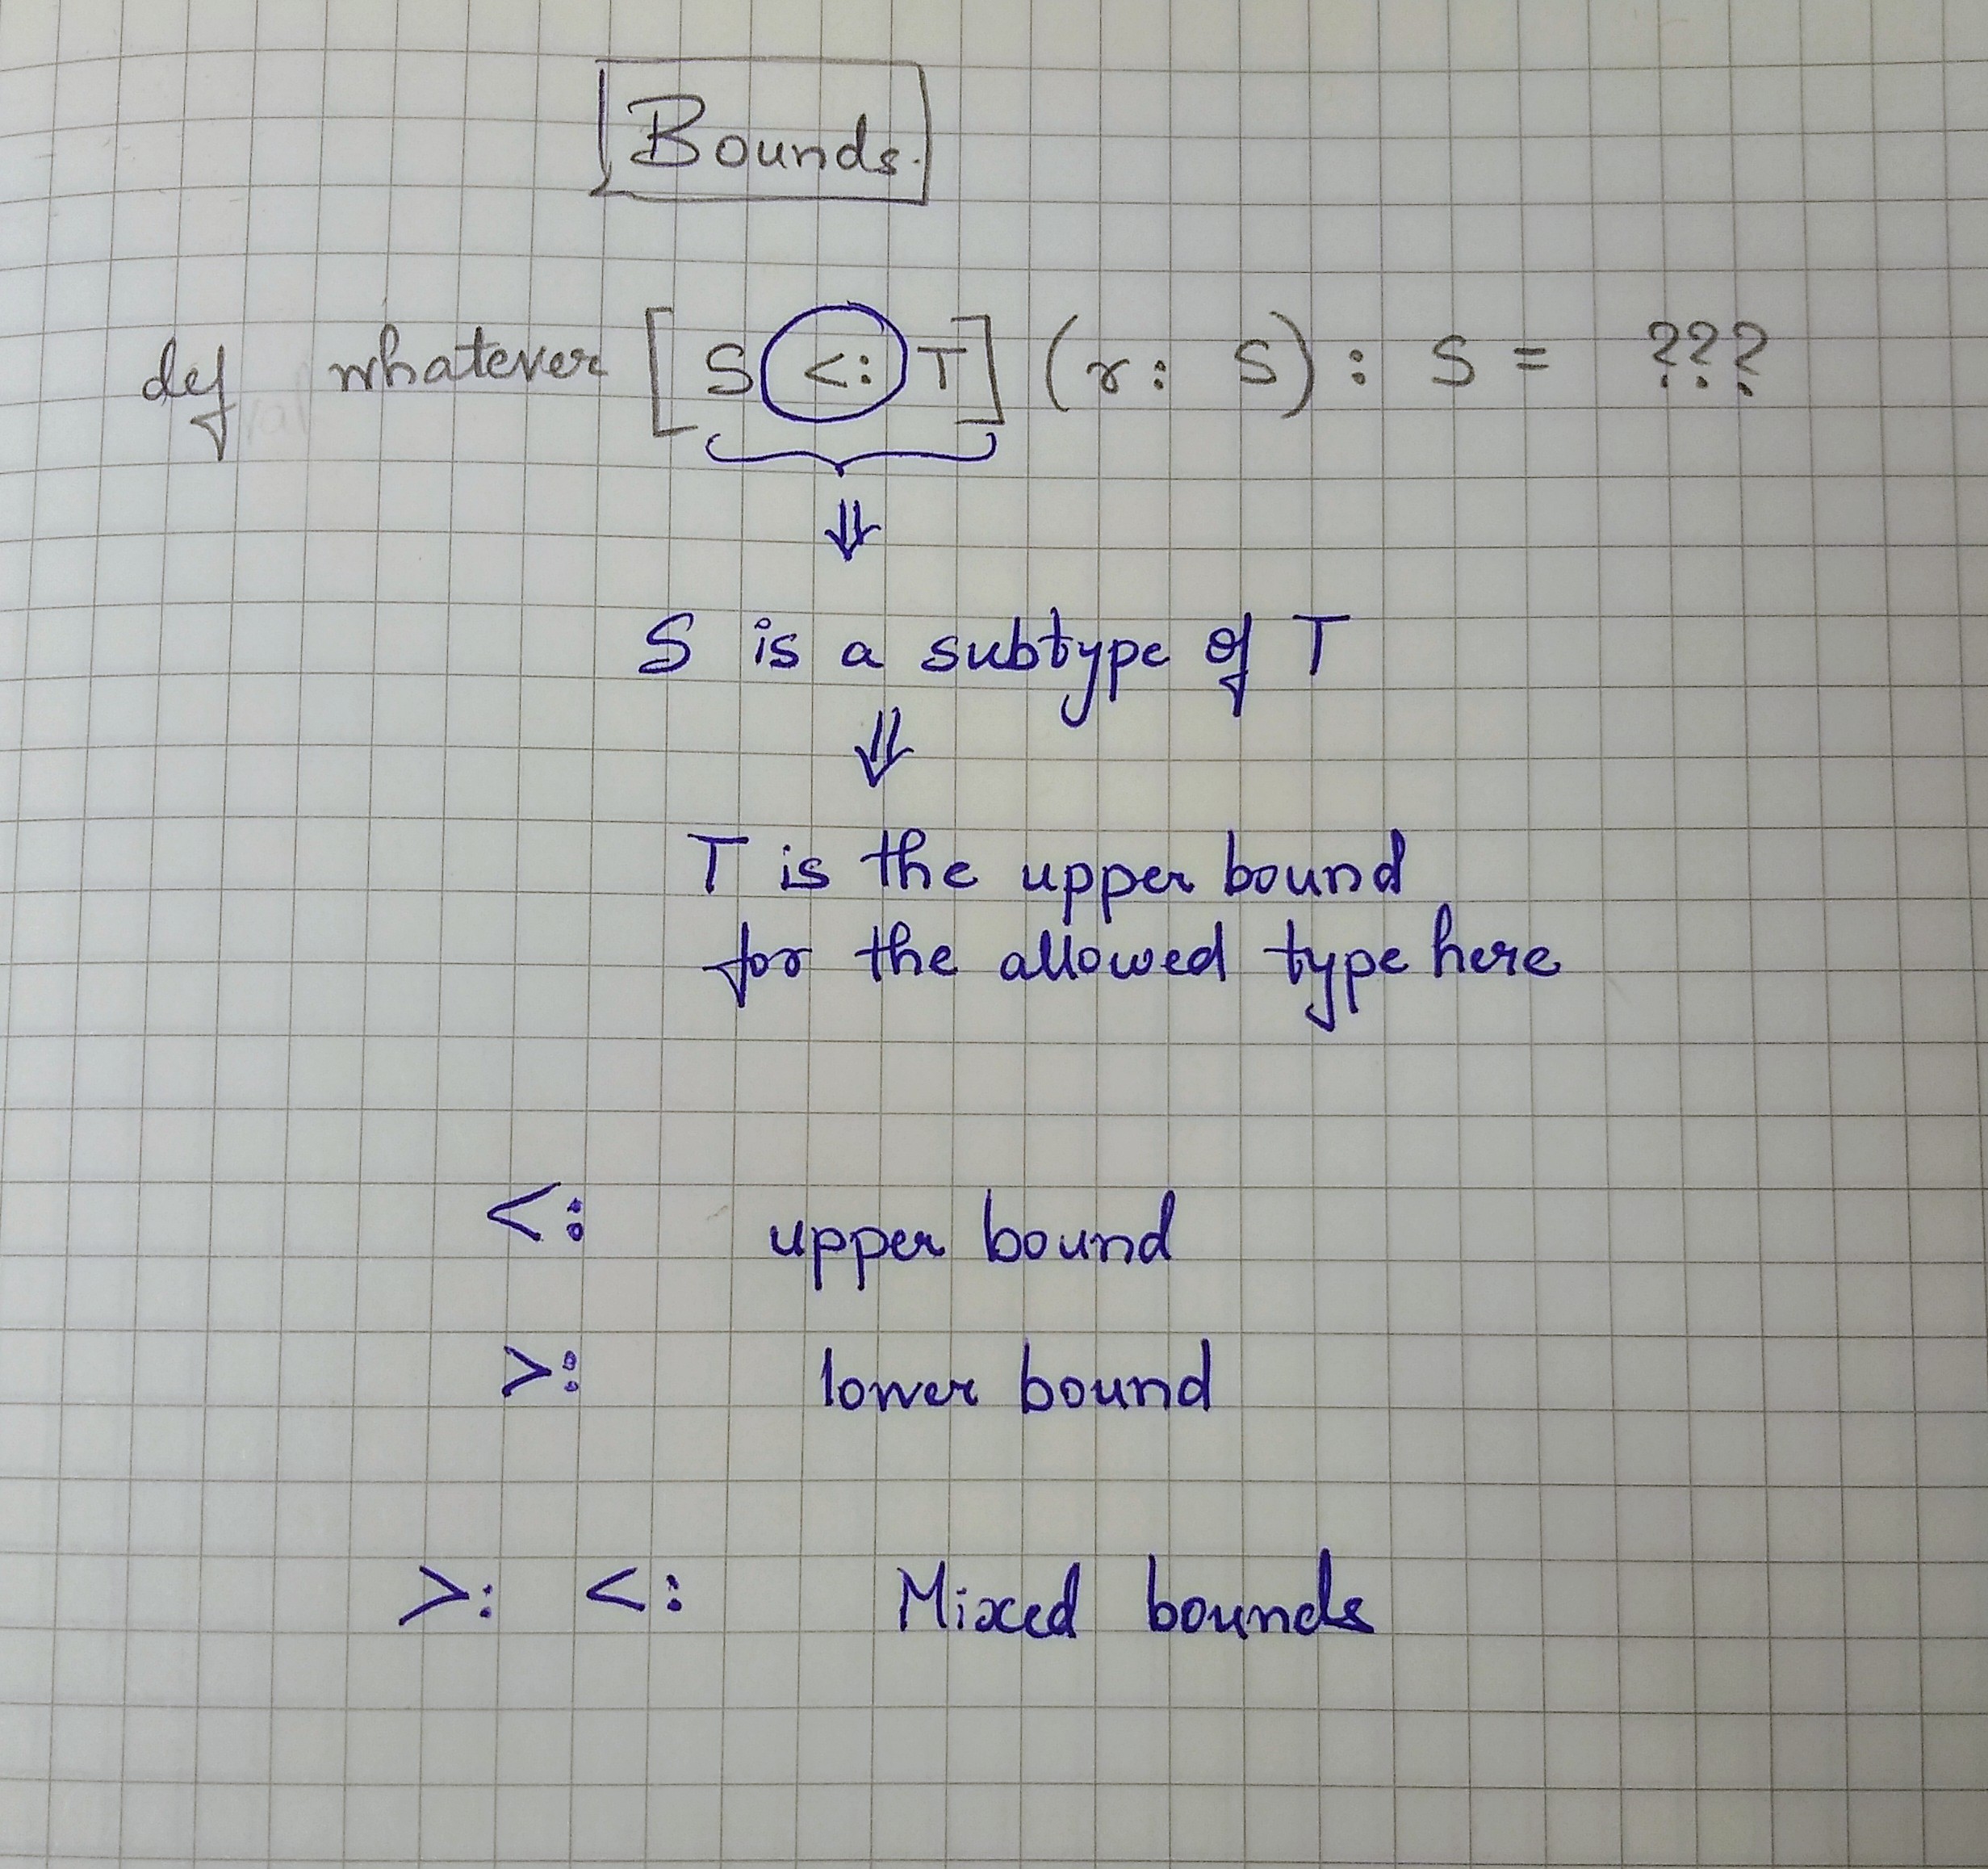 Bounds.
def whatever [S <: T] (r: S): S = ???
⇓
S is a subtype of T
⇓
T is the upper bound
for the allowed type here
<: upper bound
>: lower bound
>: <: Mixed bounds